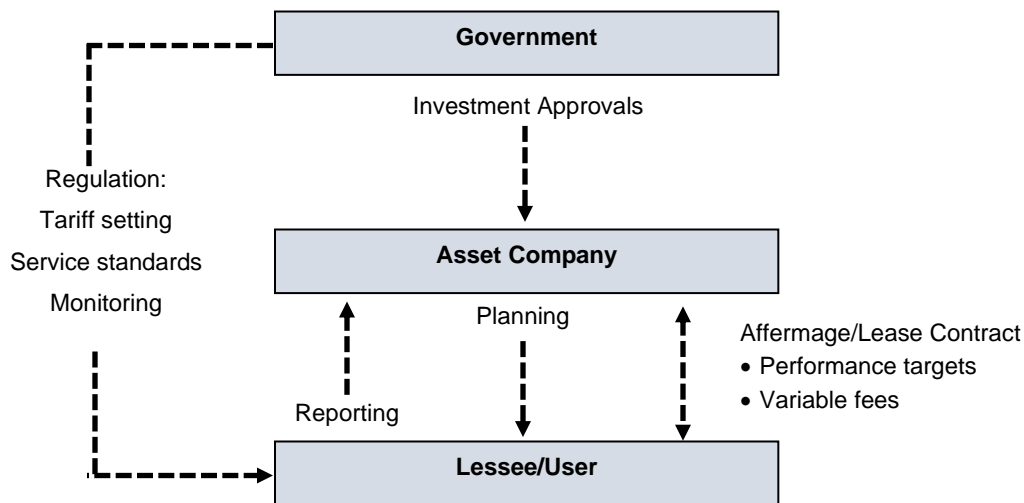 Government
Investment Approvals
Regulation:
Tariff setting
Service standards
Monitoring
Asset Company
Planning
Reporting
Affermage/Lease Contract
• Performance targets
• Variable fees
Lessee/User